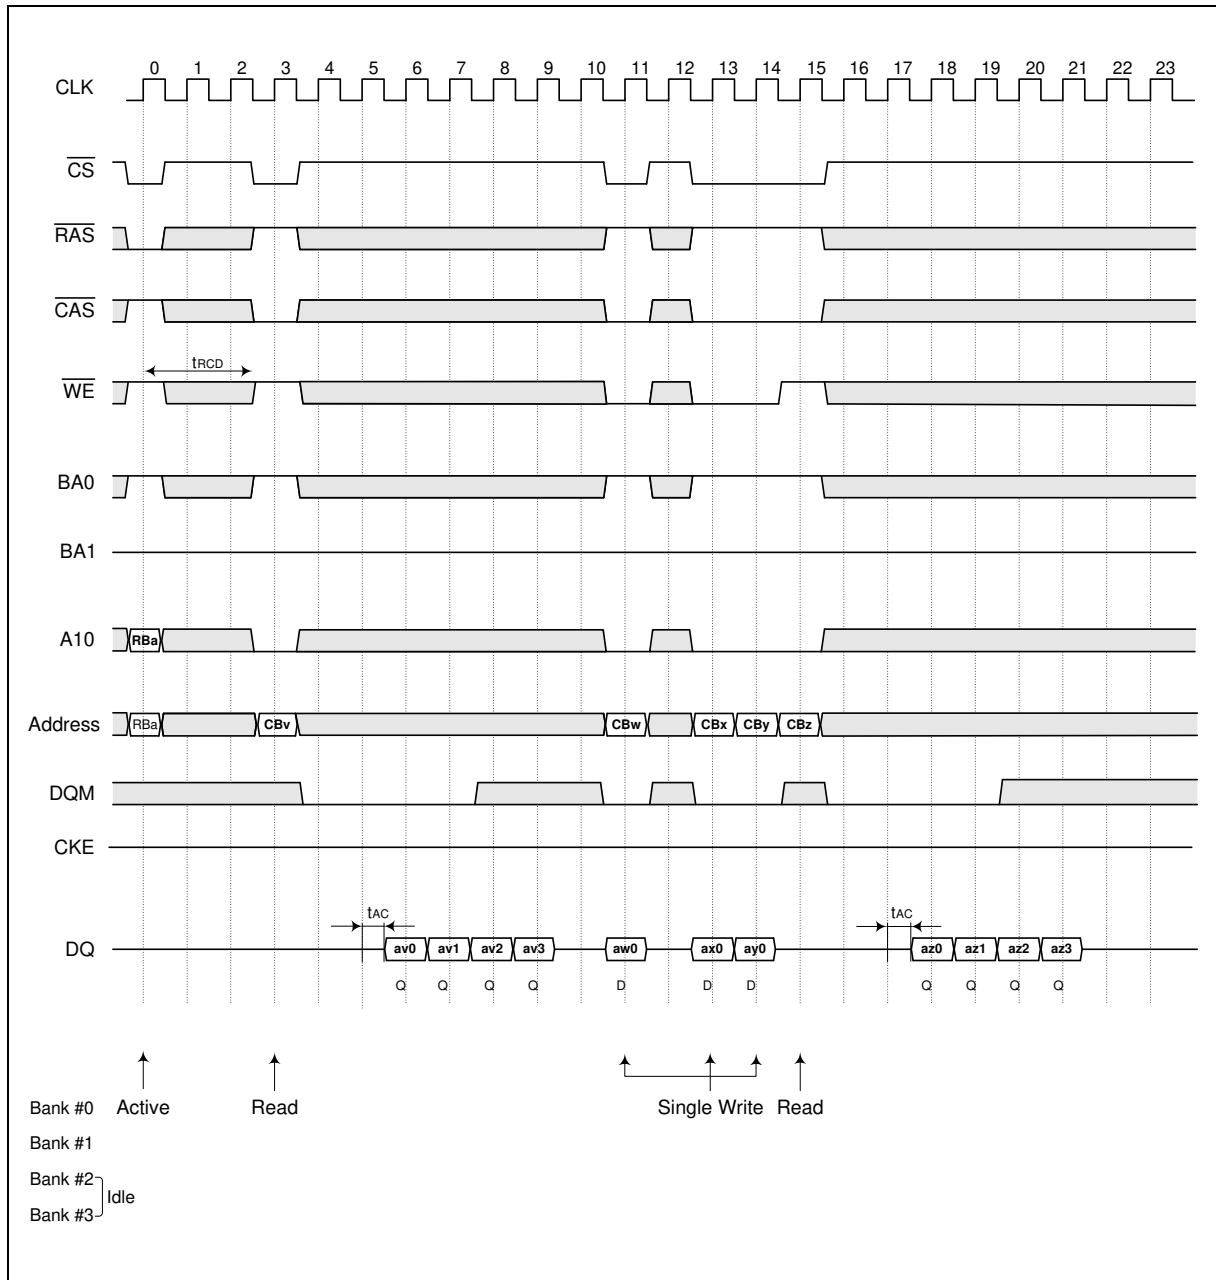 0 1 2 3 4 5 6 7 8 9 10 11 12 13 14 15 16 17 18 19 20 21 22 23
CLK
CS
RAS
CAS
tRCD
WE
BA0
BA1
A10 RBa
Address RBa CBv CBw CBx CBy CBz
DQM
CKE
tAC tAC
DQ av0 av1 av2 av3 aw0 ax0 ay0 az0 az1 az2 az3
Q Q Q Q D D D Q Q Q Q
Bank #0 Active Read Single Write Read
Bank #1
Bank #2
Idle
Bank #3